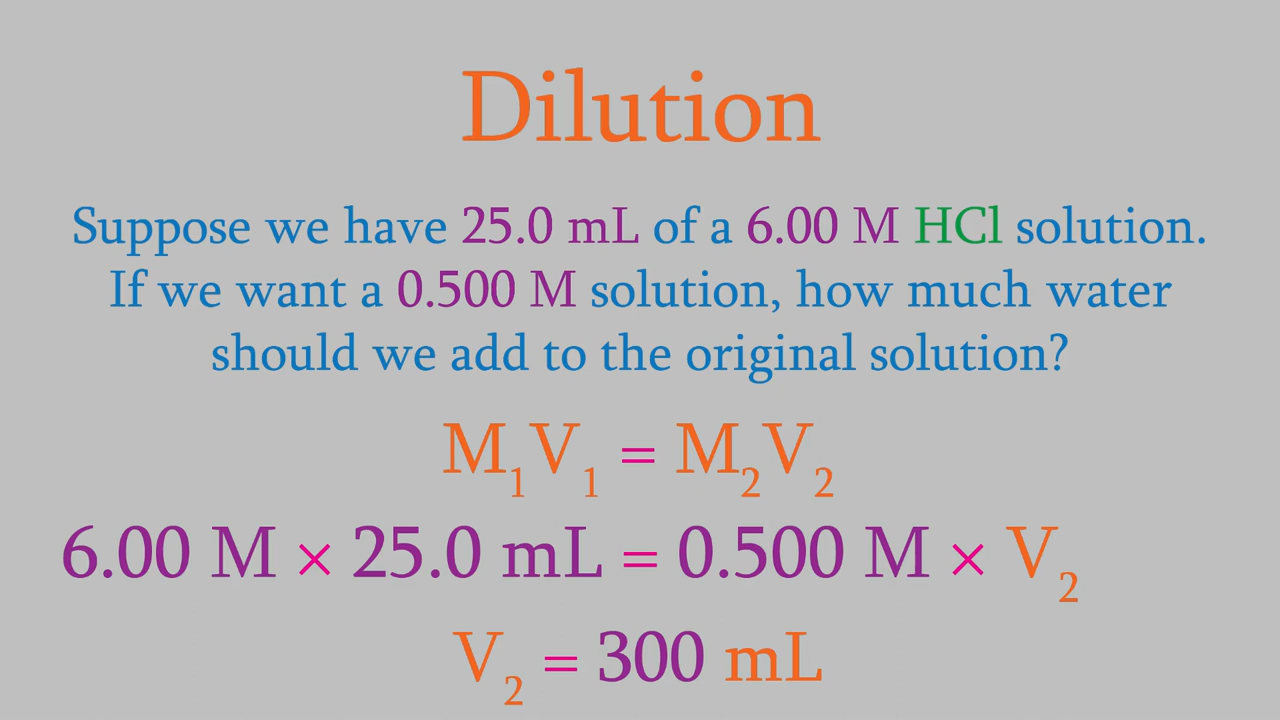 Dilution
Suppose we have 25.0 mL of a 6.00 M HCl solution.
If we want a 0.500 M solution, how much water
should we add to the original solution?
M₁V₁ = M₂V₂
6.00 M × 25.0 mL = 0.500 M × V₂
V₂ = 300 mL